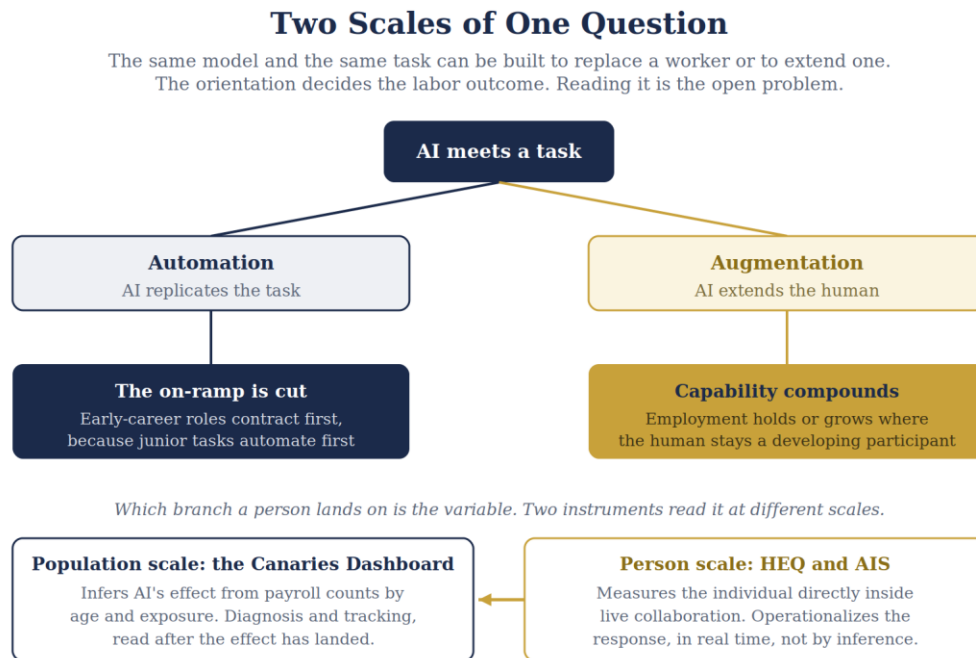 Two Scales of One Question
The same model and the same task can be built to replace a worker or to extend one.
The orientation decides the labor outcome. Reading it is the open problem.
AI meets a task
Automation
AI replicates the task
Augmentation
AI extends the human
The on-ramp is cut
Early-career roles contract first,
because junior tasks automate first
Capability compounds
Employment holds or grows where
the human stays a developing participant
Which branch a person lands on is the variable. Two instruments read it at different scales.
Population scale: the Canaries Dashboard
Infers AI's effect from payroll counts by
age and exposure. Diagnosis and tracking,
read after the effect has landed.
Person scale: HEQ and AIS
Measures the individual directly inside
live collaboration. Operationalizes the
response, in real time, not by inference.